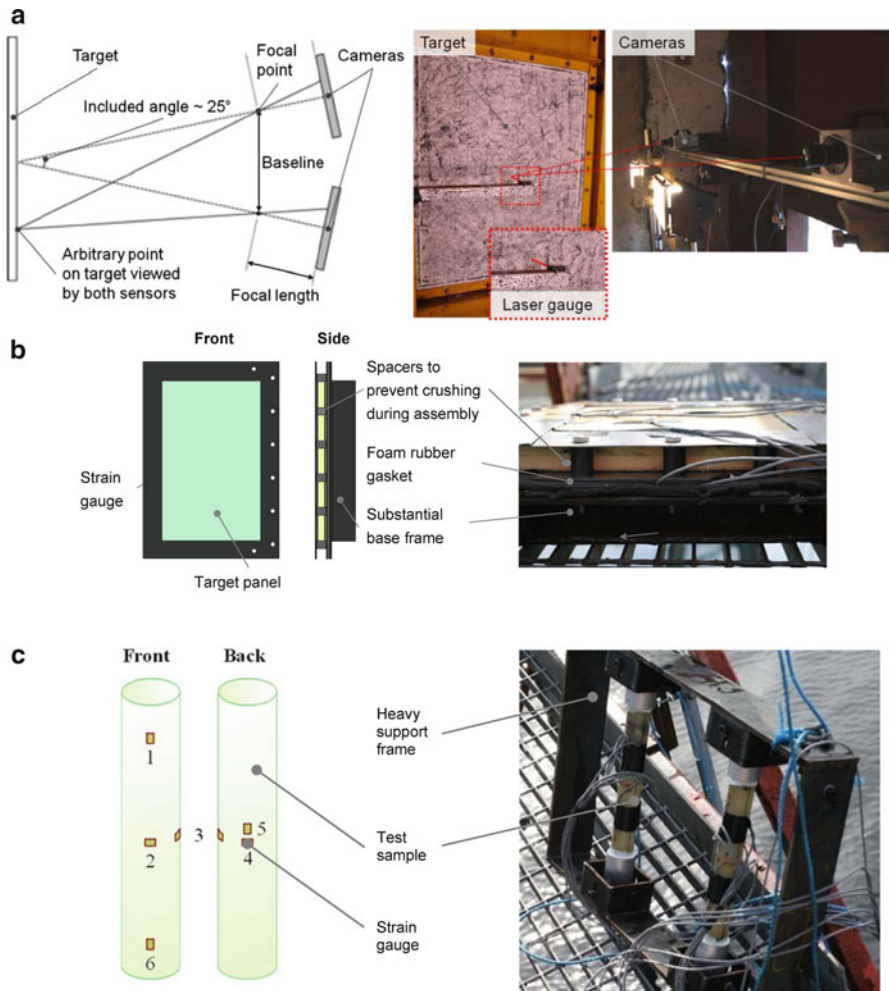 a
Target
Focal
point
Cameras
Included angle ~ 25°
Baseline
Arbitrary point
on target viewed
by both sensors
Focal length
Target
Laser gauge
Cameras
b
Front
Side
Strain
gauge
Target panel
Spacers to
prevent crushing
during assembly
Foam rubber
gasket
Substantial
base frame
c
Front
Back
1
2
3
5
4
6
Heavy
support
frame
Test
sample
Strain
gauge